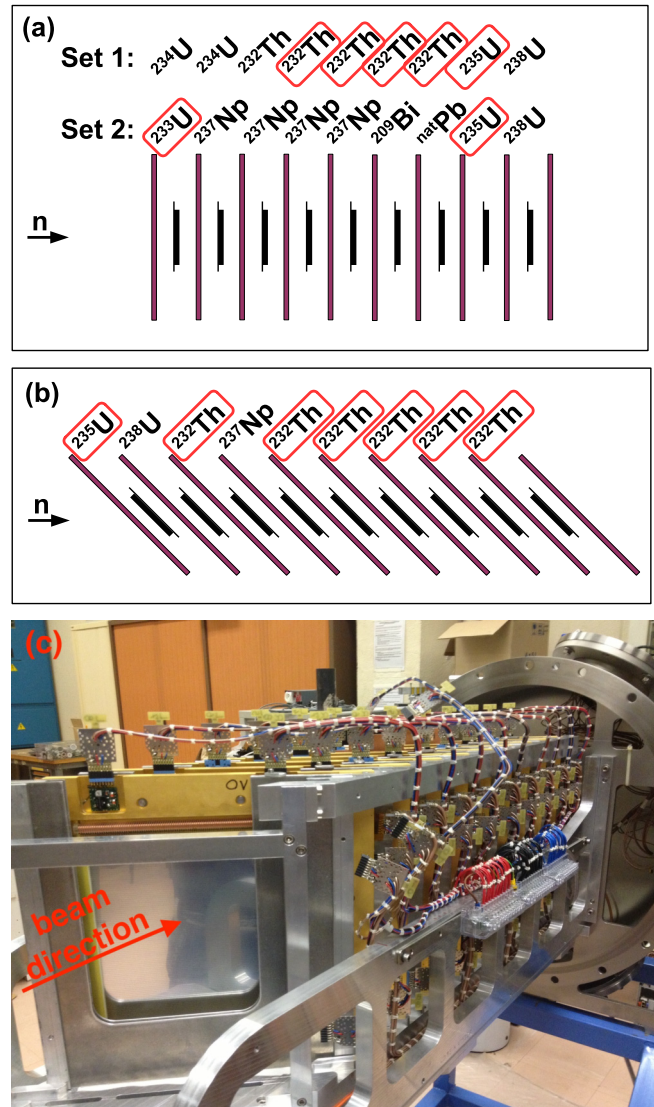 (a)
Set 1: ²³⁴U ²³⁴U ²³²Th ²³²Th ²³²Th ²³²Th ²³²Th ²³⁵U ²³⁸U
Set 2: ²³³U ²³⁷Np ²³⁷Np ²³⁷Np ²³⁷Np ²⁰⁹Bi ⁿᵃᵗPb ²³⁵U ²³⁸U
n
(b)
²³⁵U ²³⁸U ²³²Th ²³⁷Np ²³²Th ²³²Th ²³²Th ²³²Th ²³²Th
n
(c)
OV
beam
direction